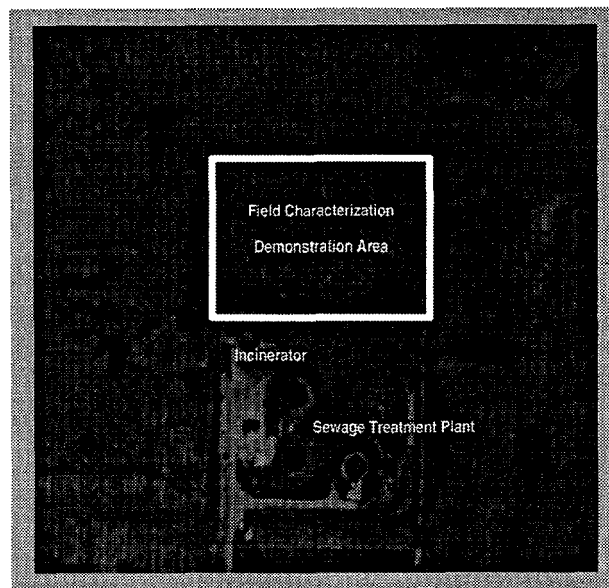 Field Characterization
Demonstration Area
Incinerator
Sewage Treatment Plant